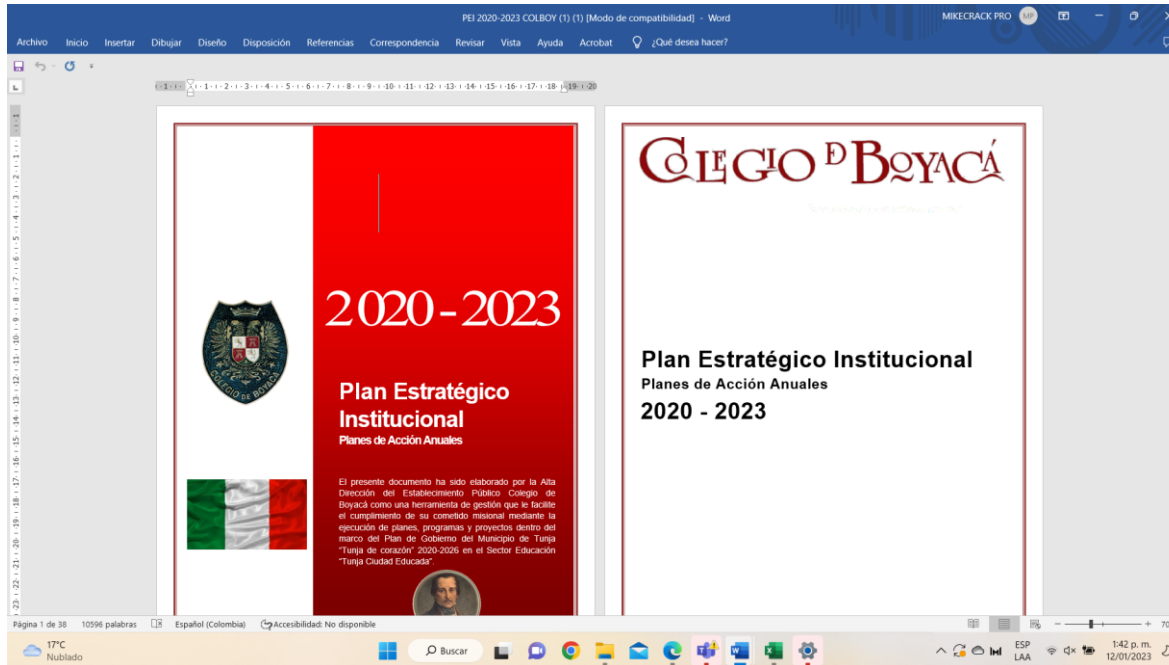 PEI 2020-2023 COLBOY (1) (1) [Modo de compatibilidad] - Word
MIKECRACK PRO
MP
Archivo Inicio Insertar Dibujar Diseño Disposición Referencias Correspondencia Revisar Vista Ayuda Acrobat ¿Qué desea hacer?
2020-2023
COLEGIO DE BOYACÁ
Plan Estratégico
Institucional
Planes de Acción Anuales
El presente documento ha sido elaborado por la Alta
Dirección del Establecimiento Público Colegio de
Boyacá como una herramienta de gestión que le facilite
el cumplimiento de su cometido misional mediante la
ejecución de planes, programas y proyectos dentro del
marco del Plan de Gobierno del Municipio de Tunja
"Tunja de corazón" 2020-2026 en el Sector Educación
"Tunja Ciudad Educada".
COLEGIO D BOYACÁ
Plan Estratégico Institucional
Planes de Acción Anuales
2020 - 2023
Página 1 de 38 10596 palabras Español (Colombia) Accesibilidad: No disponible
70
17°C
Nublado
Buscar
ESP
LAA
1:42 p. m.
12/01/2023